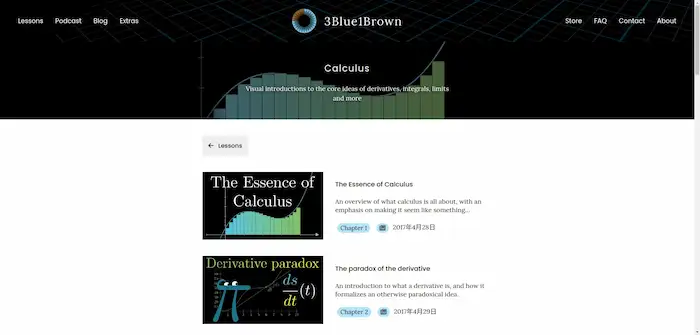 Lessons
Podcast
Blog
Extras
3Blue1Brown
Store
FAQ
Contact
About
Calculus
Visual introductions to the core ideas of derivatives, integrals, limits
and more
← Lessons
The Essence of
Calculus
The Essence of Calculus
An overview of what calculus is all about, with an
emphasis on making it seem like something...
Chapter 1
2017年4月28日
Derivative paradox
ds/dt (t)
The paradox of the derivative
An introduction to what a derivative is, and how it
formalizes an otherwise paradoxical idea.
Chapter 2
2017年4月29日